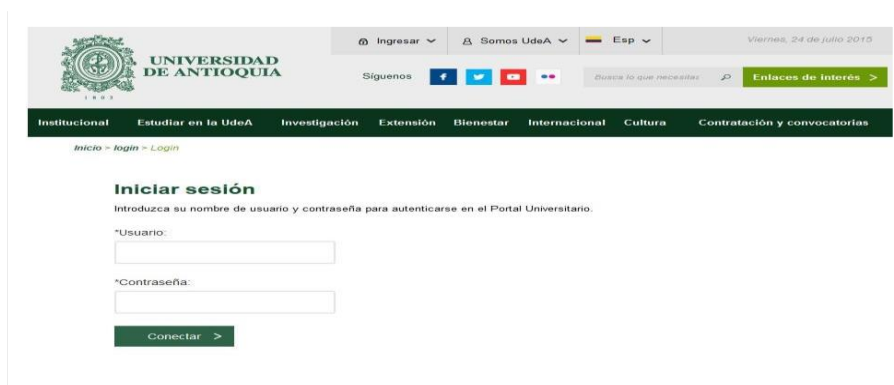 Ingresar
Somos UdeA
Esp
Viernes, 24 de julio 2015
UNIVERSIDAD
DE ANTIOQUIA
1803
Síguenos
Busca lo que necesitas
Enlaces de interés >
Institucional Estudiar en la UdeA Investigación Extensión Bienestar Internacional Cultura Contratación y convocatorias
Inicio > login > Login
Iniciar sesión
Introduzca su nombre de usuario y contraseña para autenticarse en el Portal Universitario.
*Usuario:
*Contraseña:
Conectar >